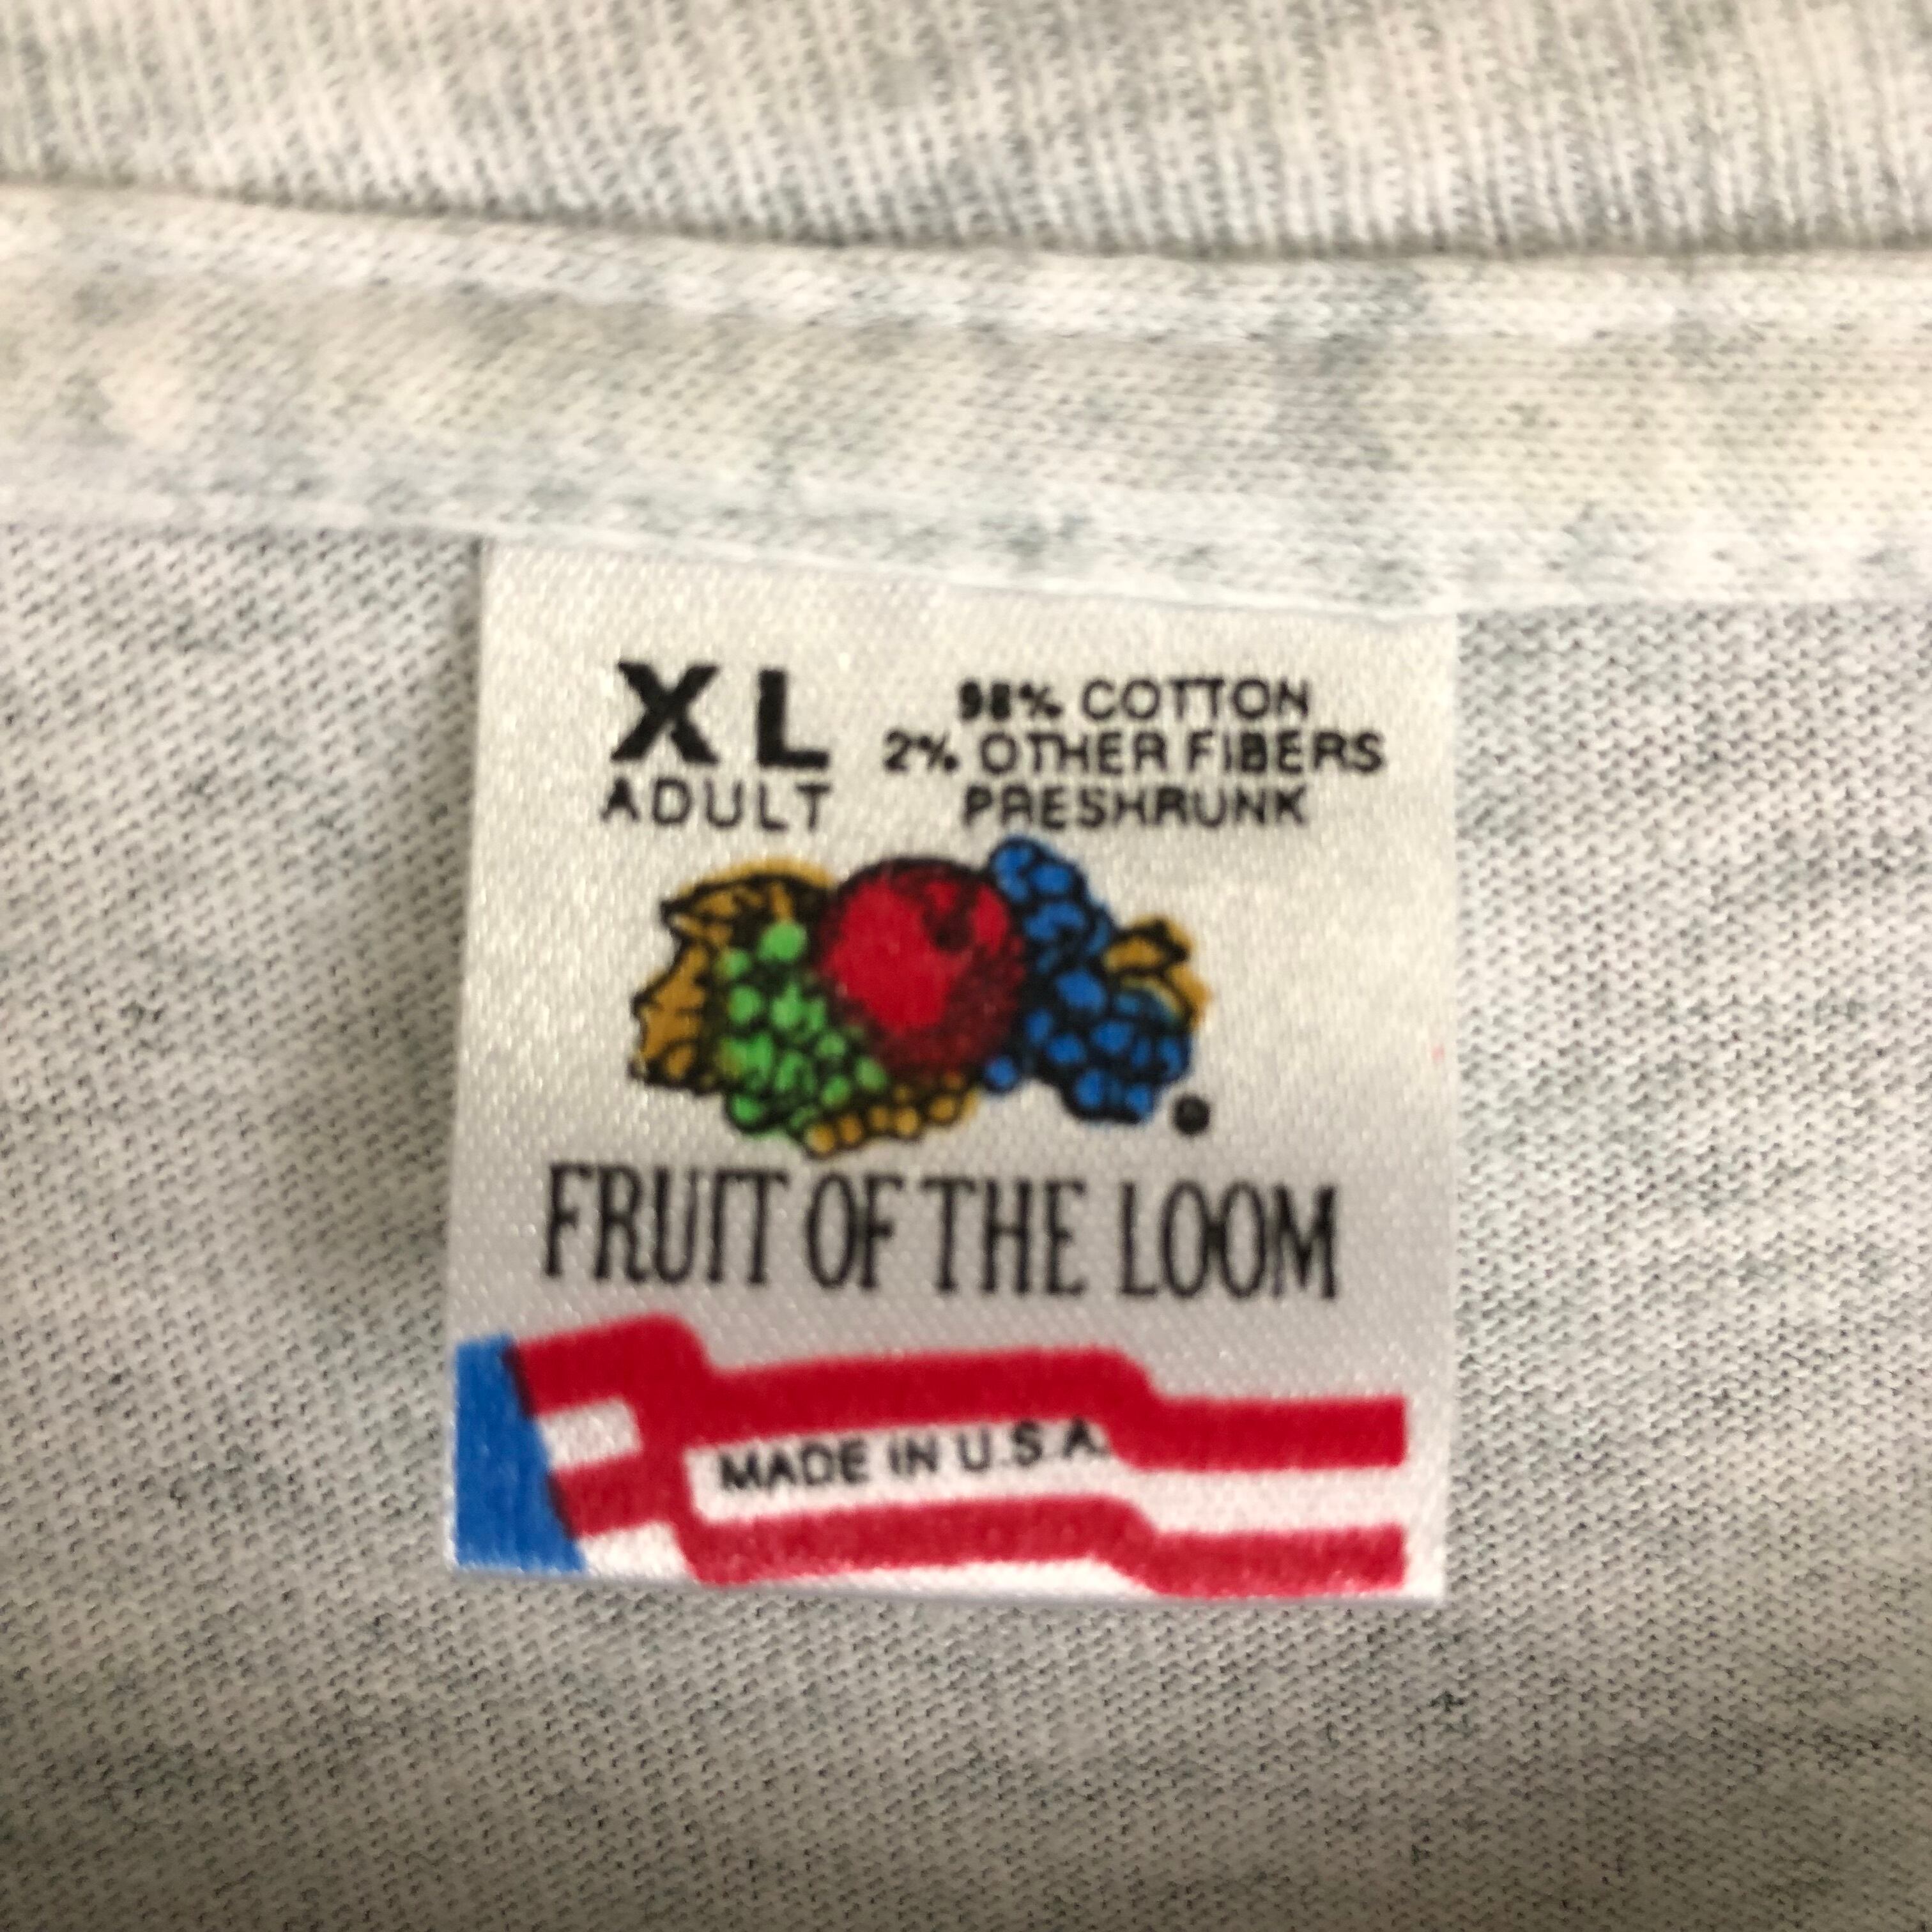 XL
ADULT
98% COTTON
2% OTHER FIBERS
PRESHRUNK
FRUIT OF THE LOOM
MADE IN U.S.A.